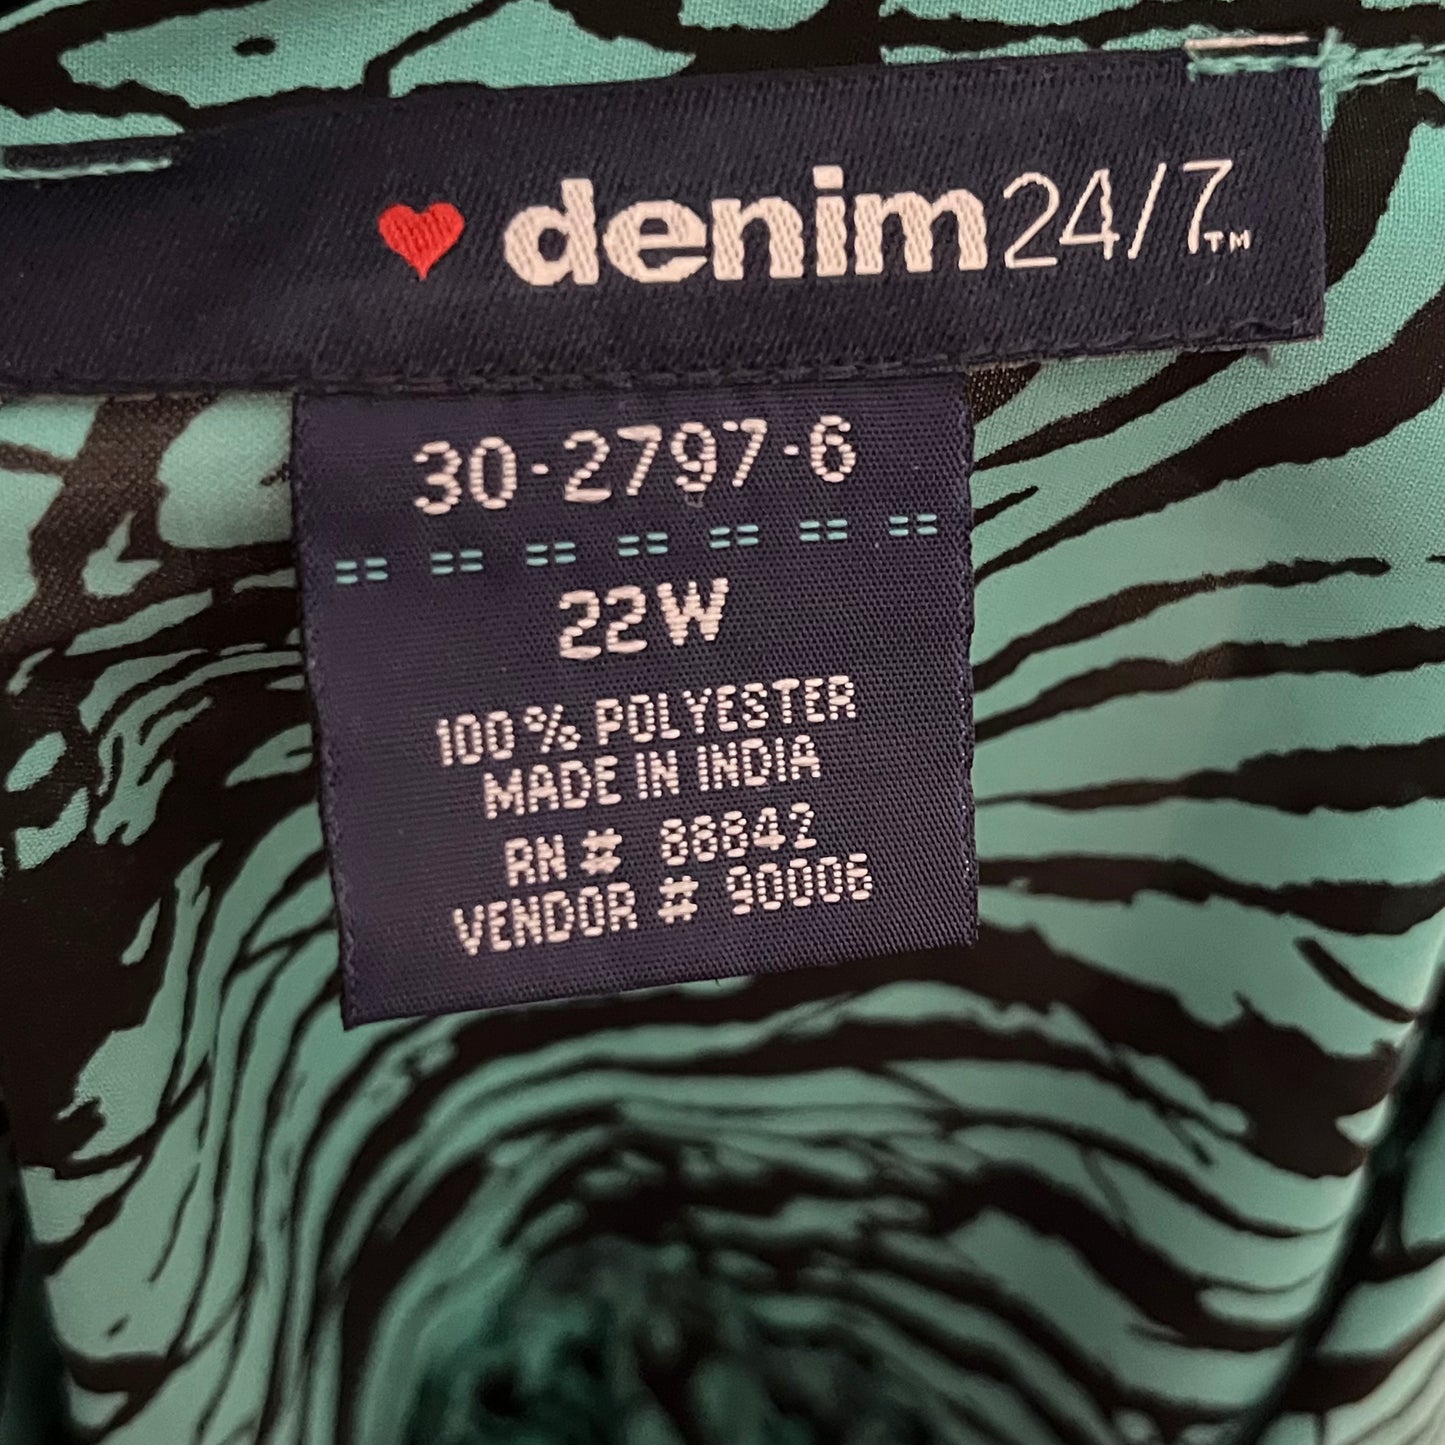 denim24/7™
30-2797-6
22W
100% POLYESTER
MADE IN INDIA
RN # 88842
VENDOR # 90006